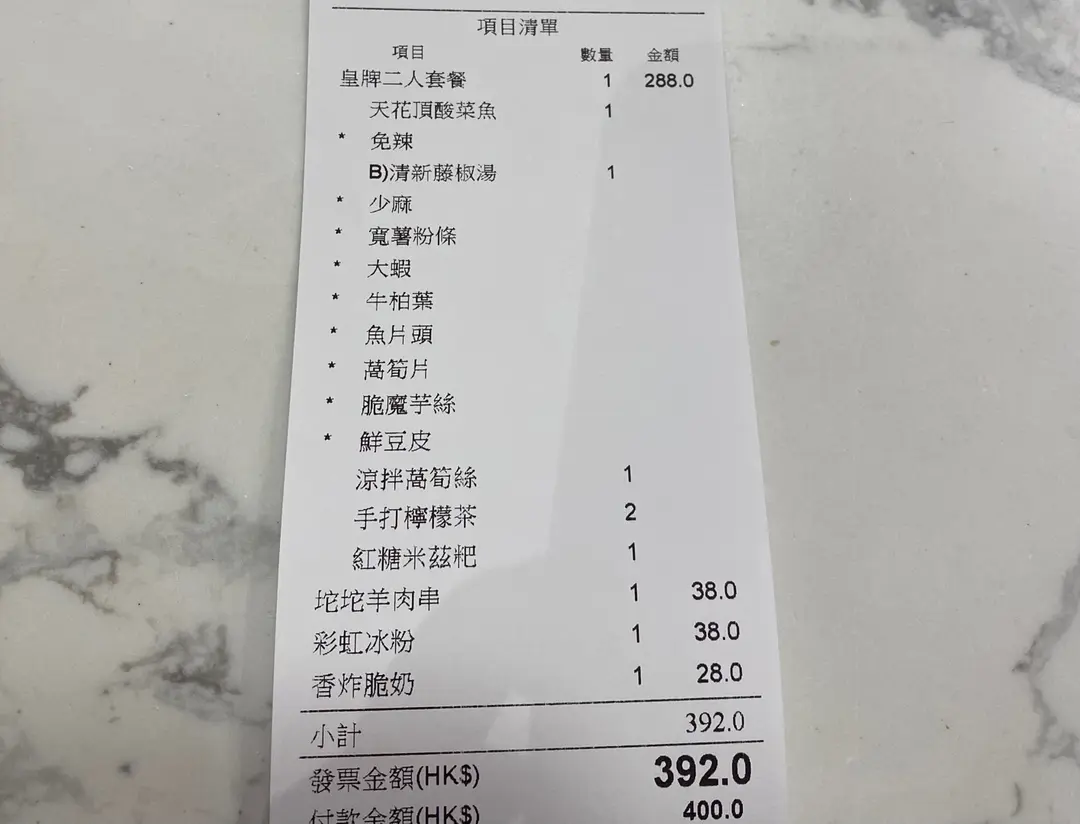 項目清單
項目 數量 金額
皇牌二人套餐 1 288.0
天花頂酸菜魚 1
* 免辣
B)清新藤椒湯 1
* 少麻
* 寬薯粉條
* 大蝦
* 牛柏葉
* 魚片頭
* 萵筍片
* 脆魔芋絲
* 鮮豆皮
涼拌萵筍絲 1
手打檸檬茶 2
紅糖米茲粑 1
坨坨羊肉串 1 38.0
彩虹冰粉 1 38.0
香炸脆奶 1 28.0
小計 392.0
發票金額(HK$) 392.0
付款金額(HK$) 400.0